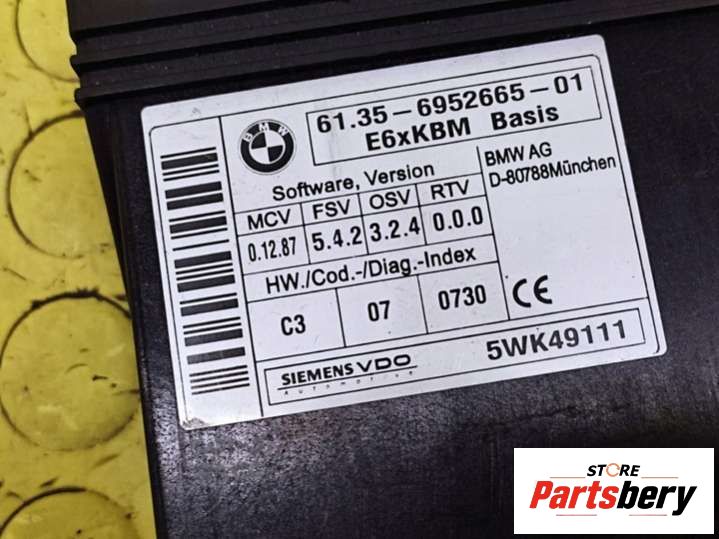 BMW
61.35-6952665-01
E6xKBM Basis
Software, Version
MCV FSV OSV RTV
0.12.87 5.4.2 3.2.4 0.0.0
BMW AG
D-80788München
HW./Cod.-/Diag.-Index
C3 07 0730
CE
SIEMENS VDO
Automotive
5WK49111
STORE
Partsbery